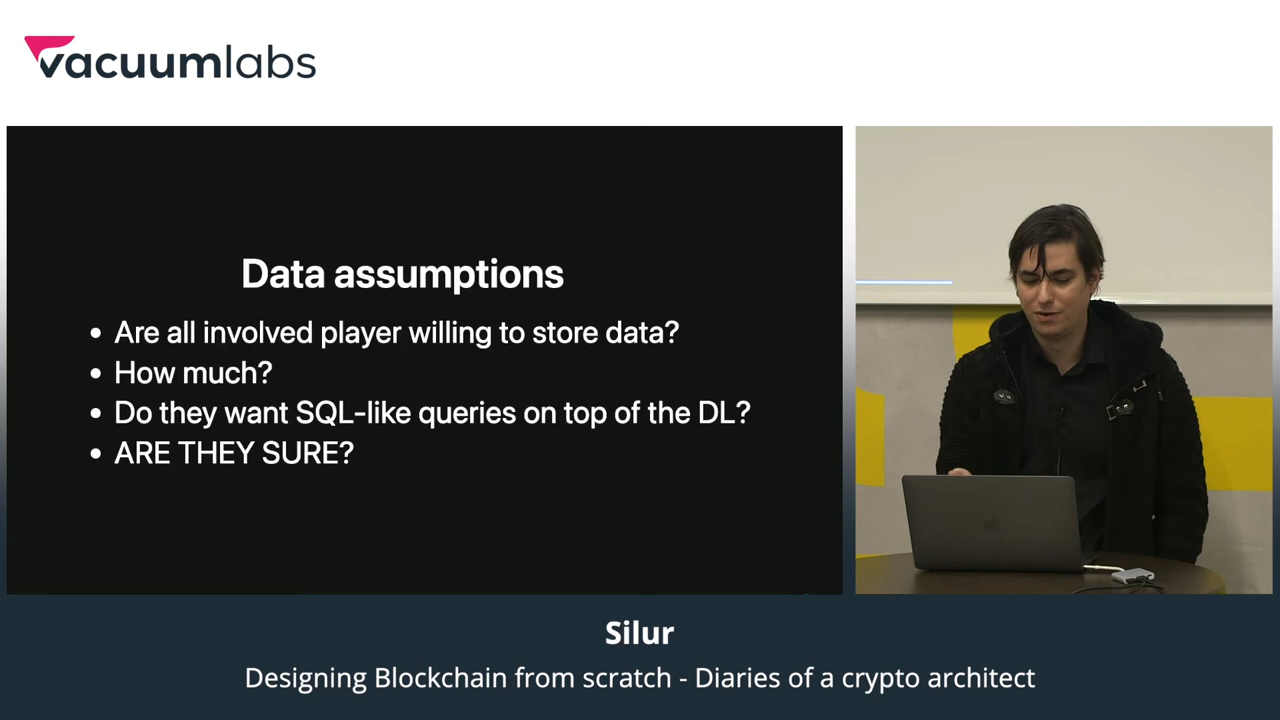 vacuumlabs
Data assumptions
• Are all involved player willing to store data?
• How much?
• Do they want SQL-like queries on top of the DL?
• ARE THEY SURE?
Silur
Designing Blockchain from scratch - Diaries of a crypto architect